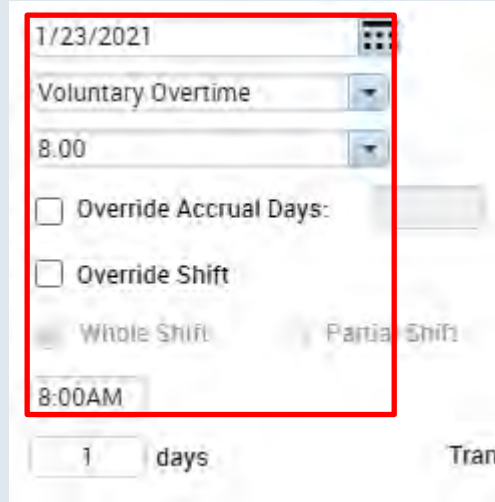 1/23/2021
Voluntary Overtime
8.00
Override Accrual Days:
Override Shift
Whole Shift Partial Shift
8:00AM
1 days Tran